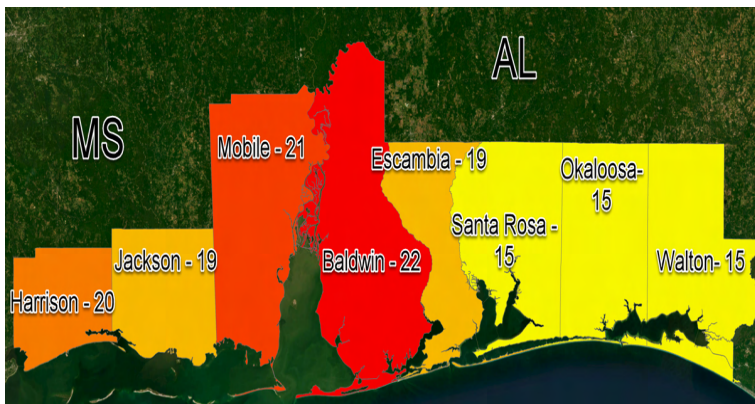 AL
MS
Mobile - 21
Escambia - 19
Okaloosa-
15
Santa Rosa -
15
Jackson - 19
Baldwin - 22
Walton- 15
Harrison - 20